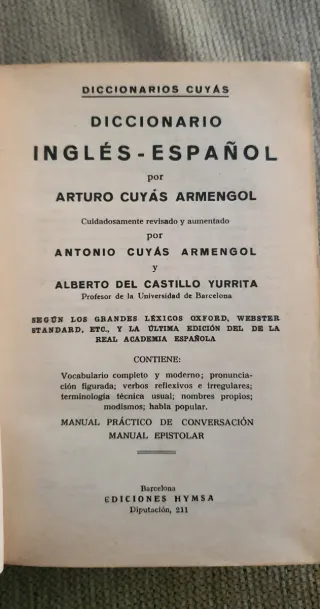 DICCIONARIOS CUYÁS
DICCIONARIO
INGLÉS - ESPAÑOL
por
ARTURO CUYÁS ARMENGOL
Cuidadosamente revisado y aumentado
por
ANTONIO CUYÁS ARMENGOL
y
ALBERTO DEL CASTILLO YURRITA
Profesor de la Universidad de Barcelona
SEGÚN LOS GRANDES LÉXICOS OXFORD, WEBSTER
STANDARD, ETC., Y LA ÚLTIMA EDICIÓN DEL DE LA
REAL ACADEMIA ESPAÑOLA
CONTIENE:
Vocabulario completo y moderno; pronuncia-
ción figurada; verbos reflexivos e irregulares;
terminología técnica usual; nombres propios;
modismos; habla popular.
MANUAL PRÁCTICO DE CONVERSACIÓN
MANUAL EPISTOLAR
Barcelona
EDICIONES HYMSA
Diputación, 211